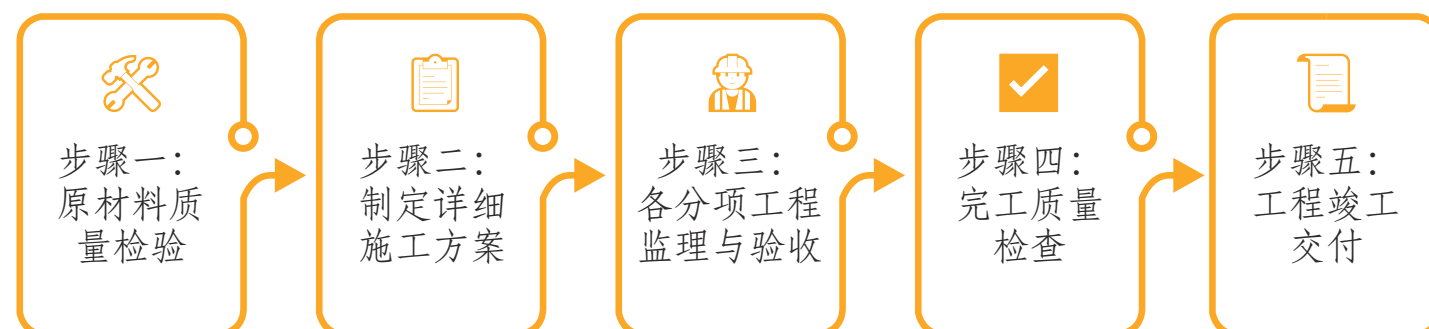 步骤一：
原材料质
量检验
步骤二：
制定详细
施工方案
步骤三：
各分项工程
监理与验收
步骤四：
完工质量
检查
步骤五：
工程竣工
交付